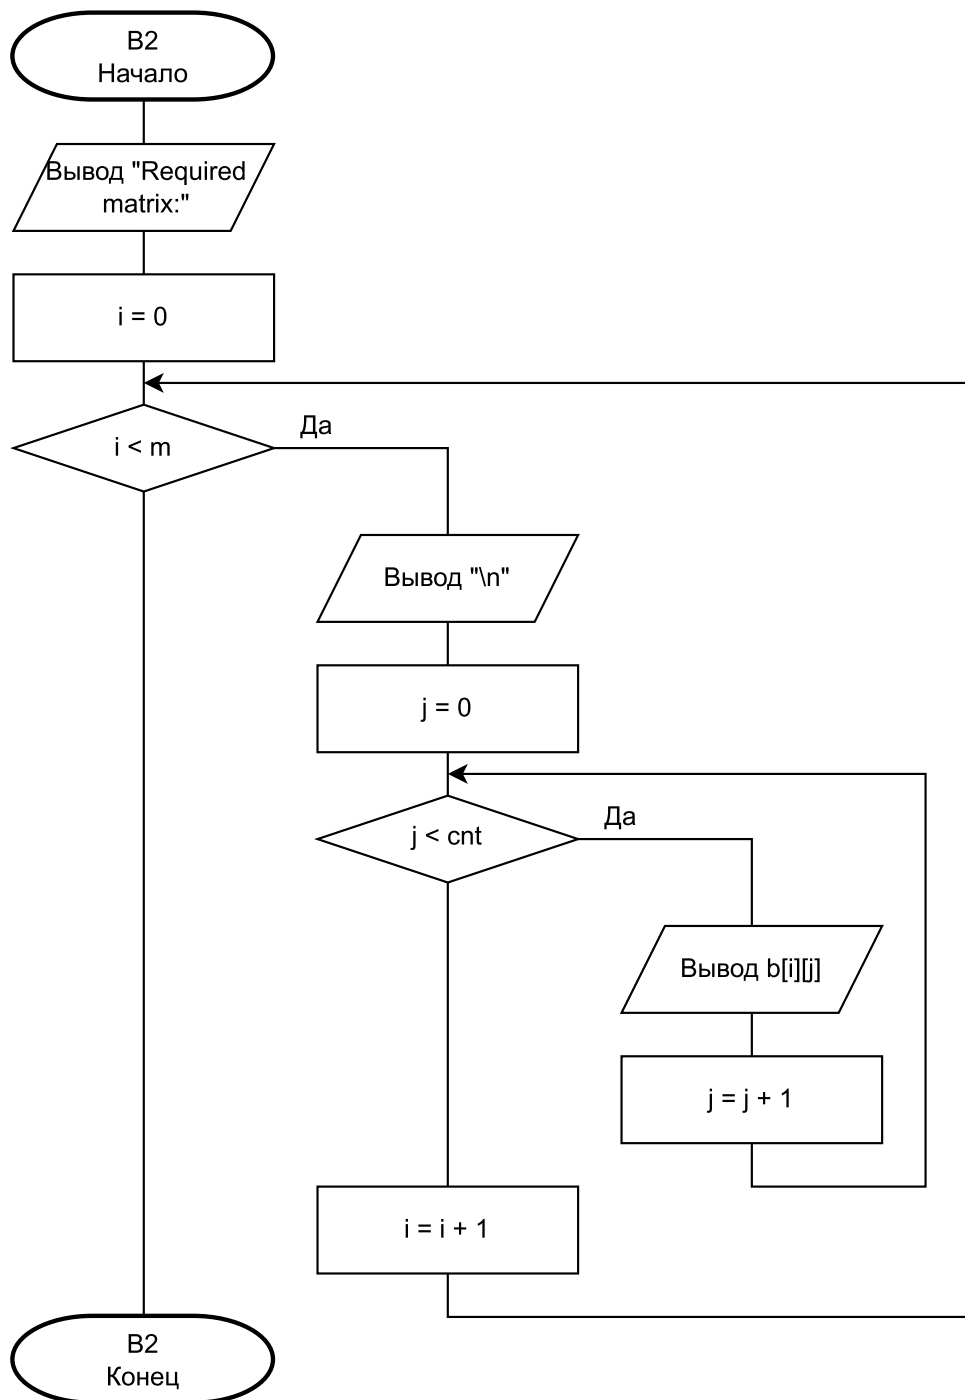 B2
Начало
Вывод "Required
matrix:"
i = 0
i < m
Да
Вывод "\n"
j = 0
j < cnt
Да
Вывод b[i][j]
j = j + 1
i = i + 1
B2
Конец